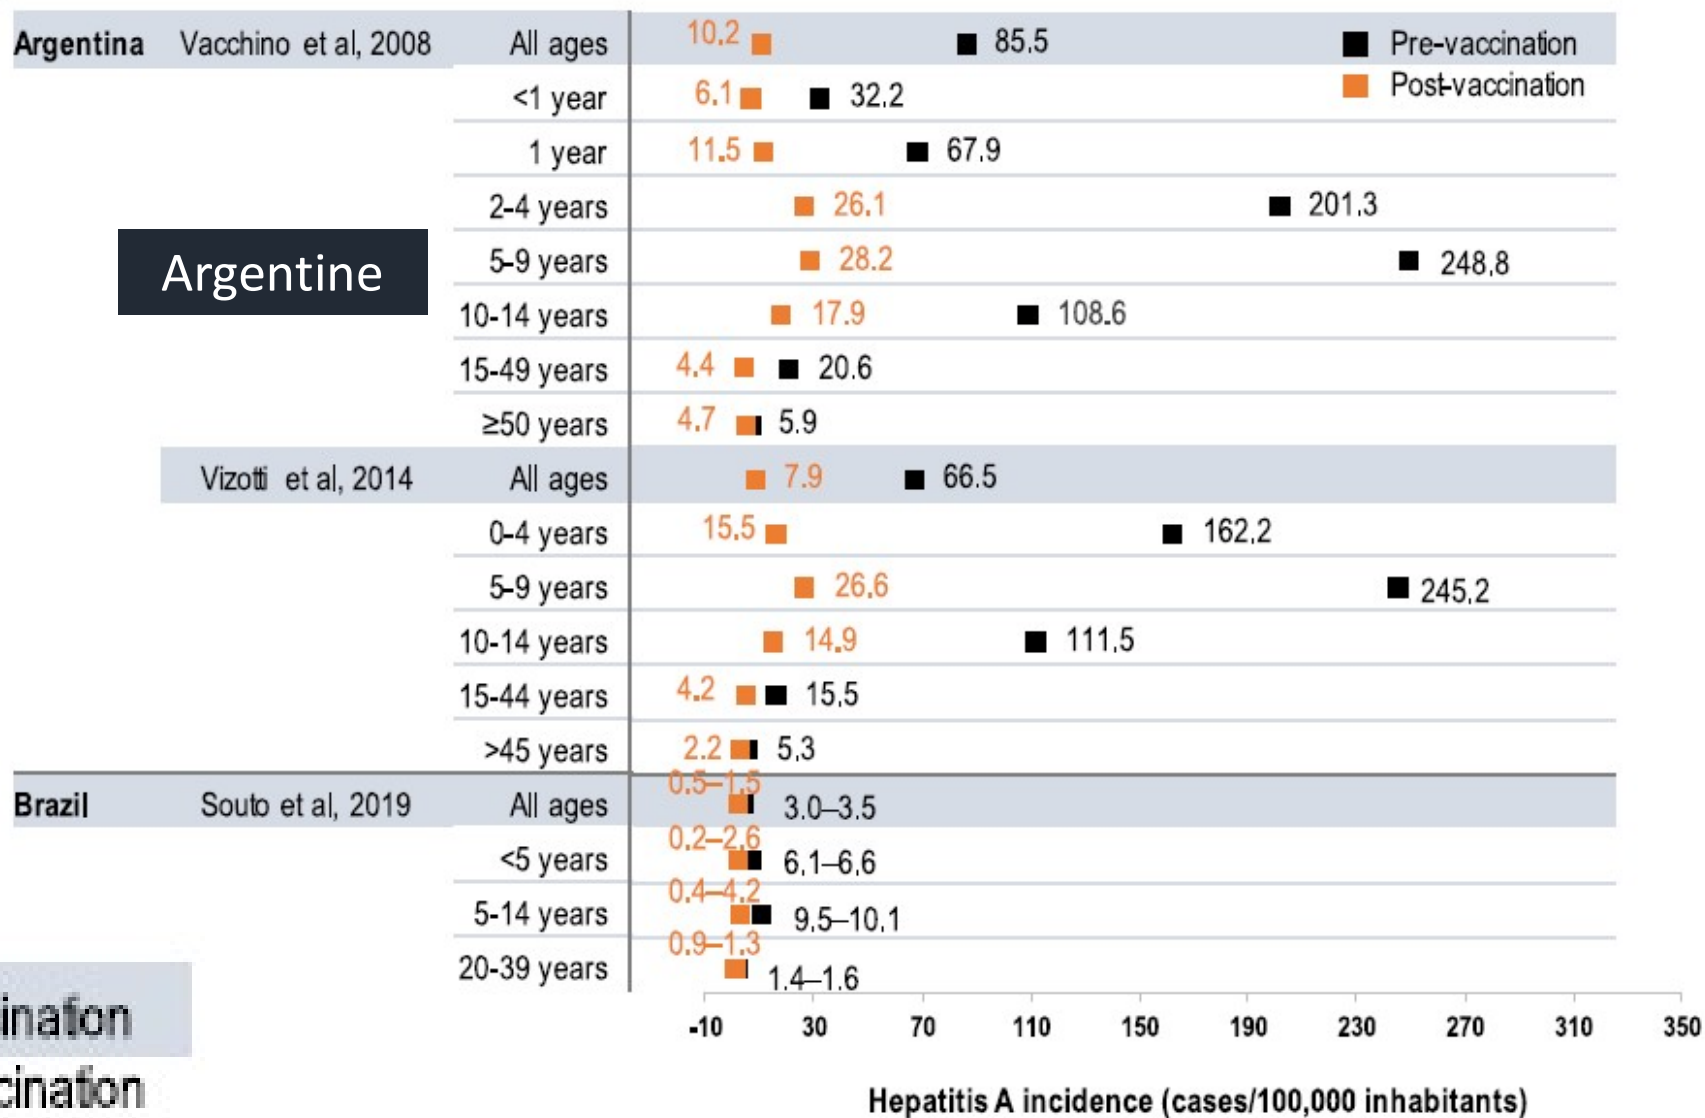 Argentina Vacchino et al, 2008 All ages 10.2 85.5
Pre-vaccination
Post-vaccination
<1 year 6.1 32.2
1 year 11.5 67.9
2-4 years 26.1 201.3
Argentine
5-9 years 28.2 248.8
10-14 years 17.9 108.6
15-49 years 4.4 20.6
≥50 years 4.7 5.9
Vizotti et al, 2014 All ages 7.9 66.5
0-4 years 15.5 162.2
5-9 years 26.6 245.2
10-14 years 14.9 111.5
15-44 years 4.2 15.5
>45 years 2.2 5.3
Brazil Souto et al, 2019 All ages 0.5–1.5 3.0–3.5
<5 years 0.2–2.6 6.1–6.6
5-14 years 0.4–4.2 9.5–10.1
20-39 years 0.9–1.3 1.4–1.6
-10 30 70 110 150 190 230 270 310 350
Hepatitis A incidence (cases/100,000 inhabitants)
ination
cination